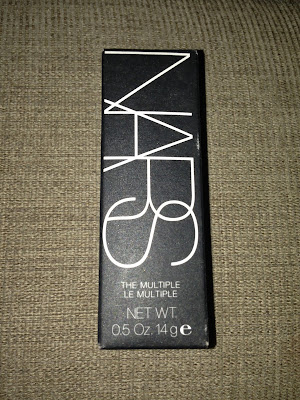 NARS
THE MULTIPLE
LE MULTIPLE
NET WT.
0.5 Oz. 14 g e